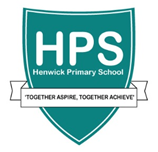 HPS
Henwick Primary School
'TOGETHER ASPIRE, TOGETHER ACHIEVE'